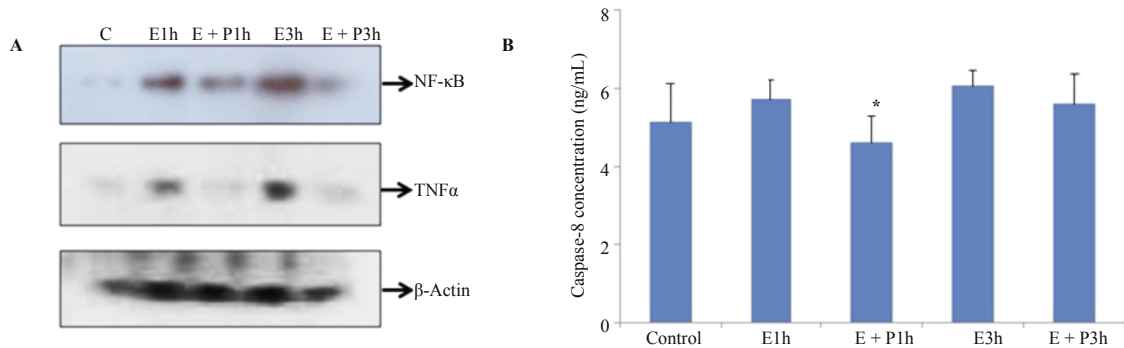 A
C E1h E + P1h E3h E + P3h
NF-κB
TNFα
β-Actin
B
Caspase-8 concentration (ng/mL)
8
6
4
2
0
*
Control E1h E + P1h E3h E + P3h